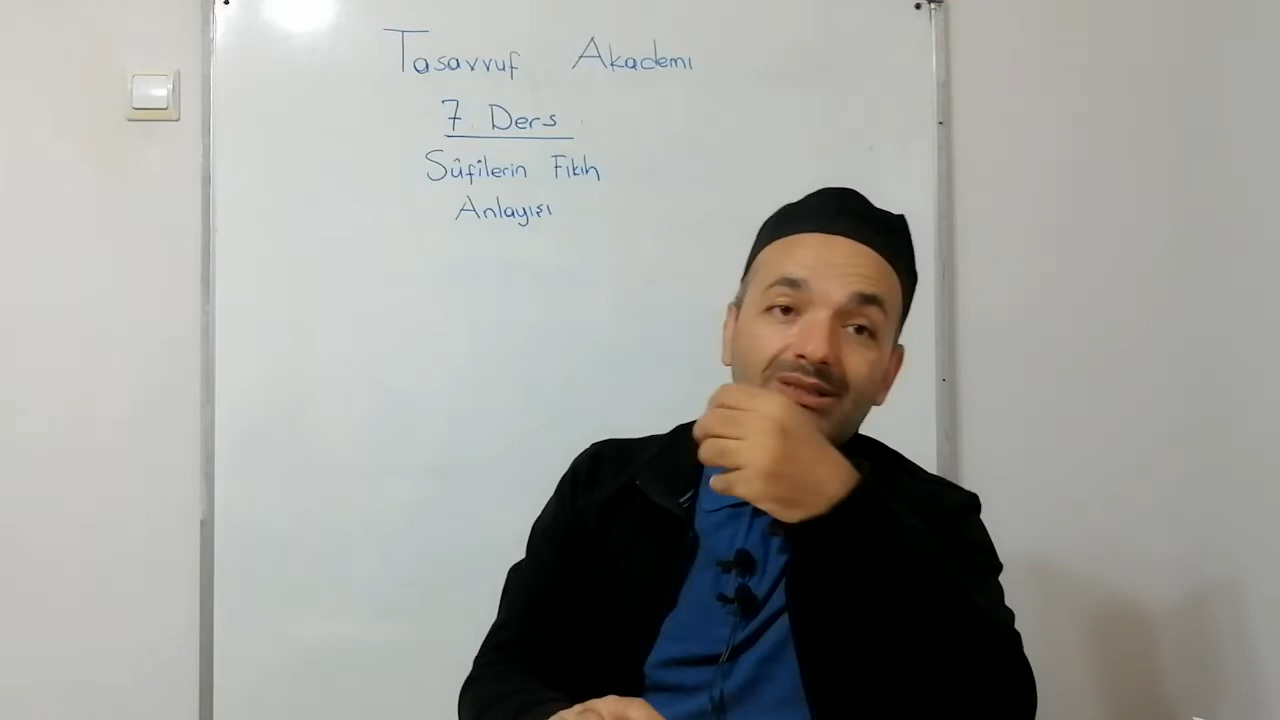 Tasavvuf Akademi
7. Ders
Sûfilerin Fıkıh
Anlayışı